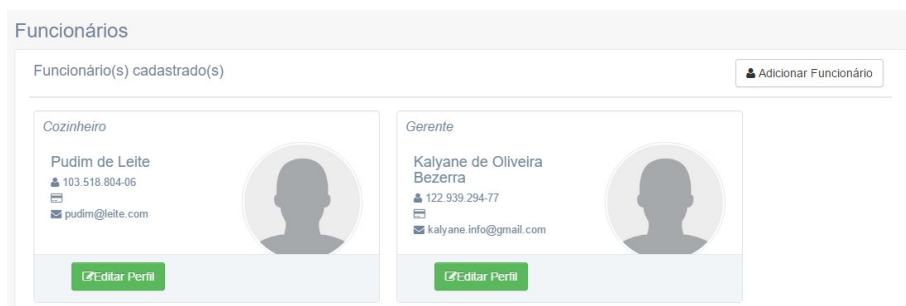 Funcionários
Funcionário(s) cadastrado(s)
Adicionar Funcionário
Cozinheiro
Pudim de Leite
103.518.804-06
pudim@leite.com
Editar Perfil
Gerente
Kalyane de Oliveira
Bezerra
122.939.294-77
kalyane.info@gmail.com
Editar Perfil